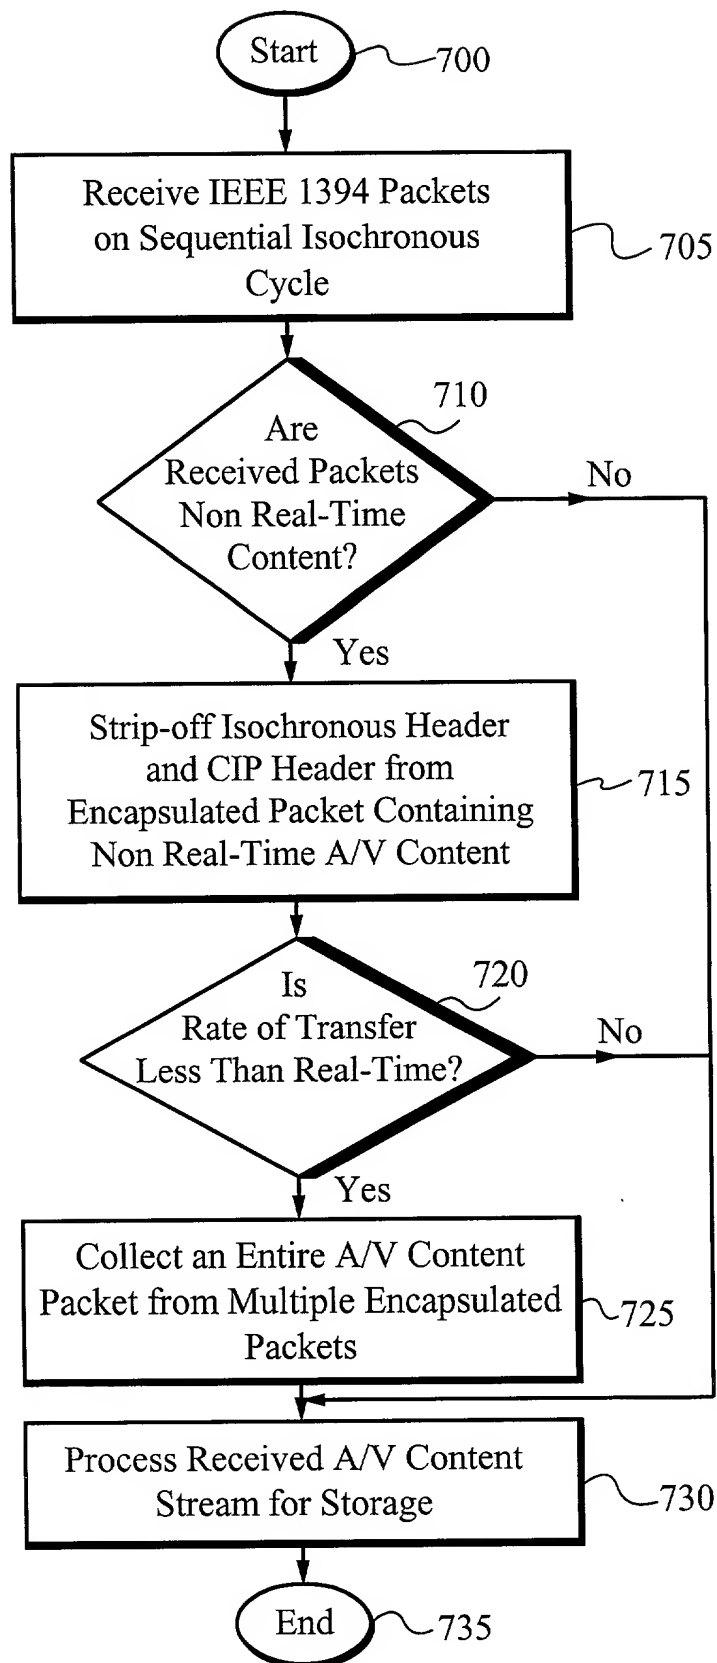 Start
700
Receive IEEE 1394 Packets
on Sequential Isochronous
Cycle
705
710
Are
Received Packets
Non Real-Time
Content?
No
Yes
Strip-off Isochronous Header
and CIP Header from
Encapsulated Packet Containing
Non Real-Time A/V Content
715
720
Is
Rate of Transfer
Less Than Real-Time?
No
Yes
Collect an Entire A/V Content
Packet from Multiple Encapsulated
Packets
725
Process Received A/V Content
Stream for Storage
730
End
735